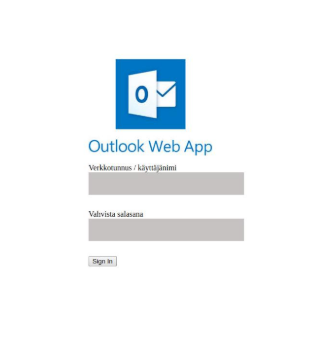 Outlook Web App
Verkkotunnus / käyttäjänimi
Vahvista salasana
Sign In